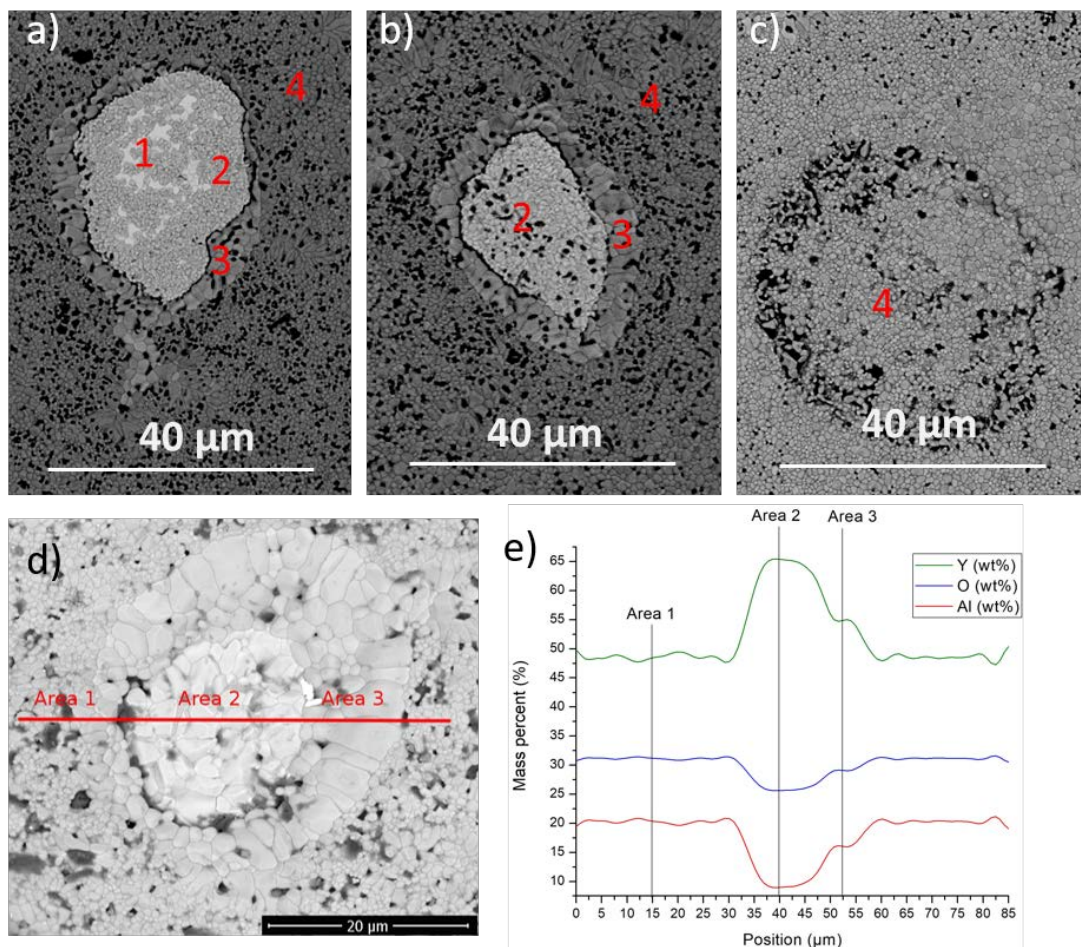 a)
4
1
2
3
40 µm
b)
4
2
3
40 µm
c)
4
40 µm
d)
Area 1
Area 2
Area 3
20 µm
e)
Area 2
Area 3
Area 1
Y (wt%)
O (wt%)
Al (wt%)
Mass percent (%)
65
60
55
50
45
40
35
30
25
20
15
10
0
5
10
15
20
25
30
35
40
45
50
55
60
65
70
75
80
85
Position (µm)